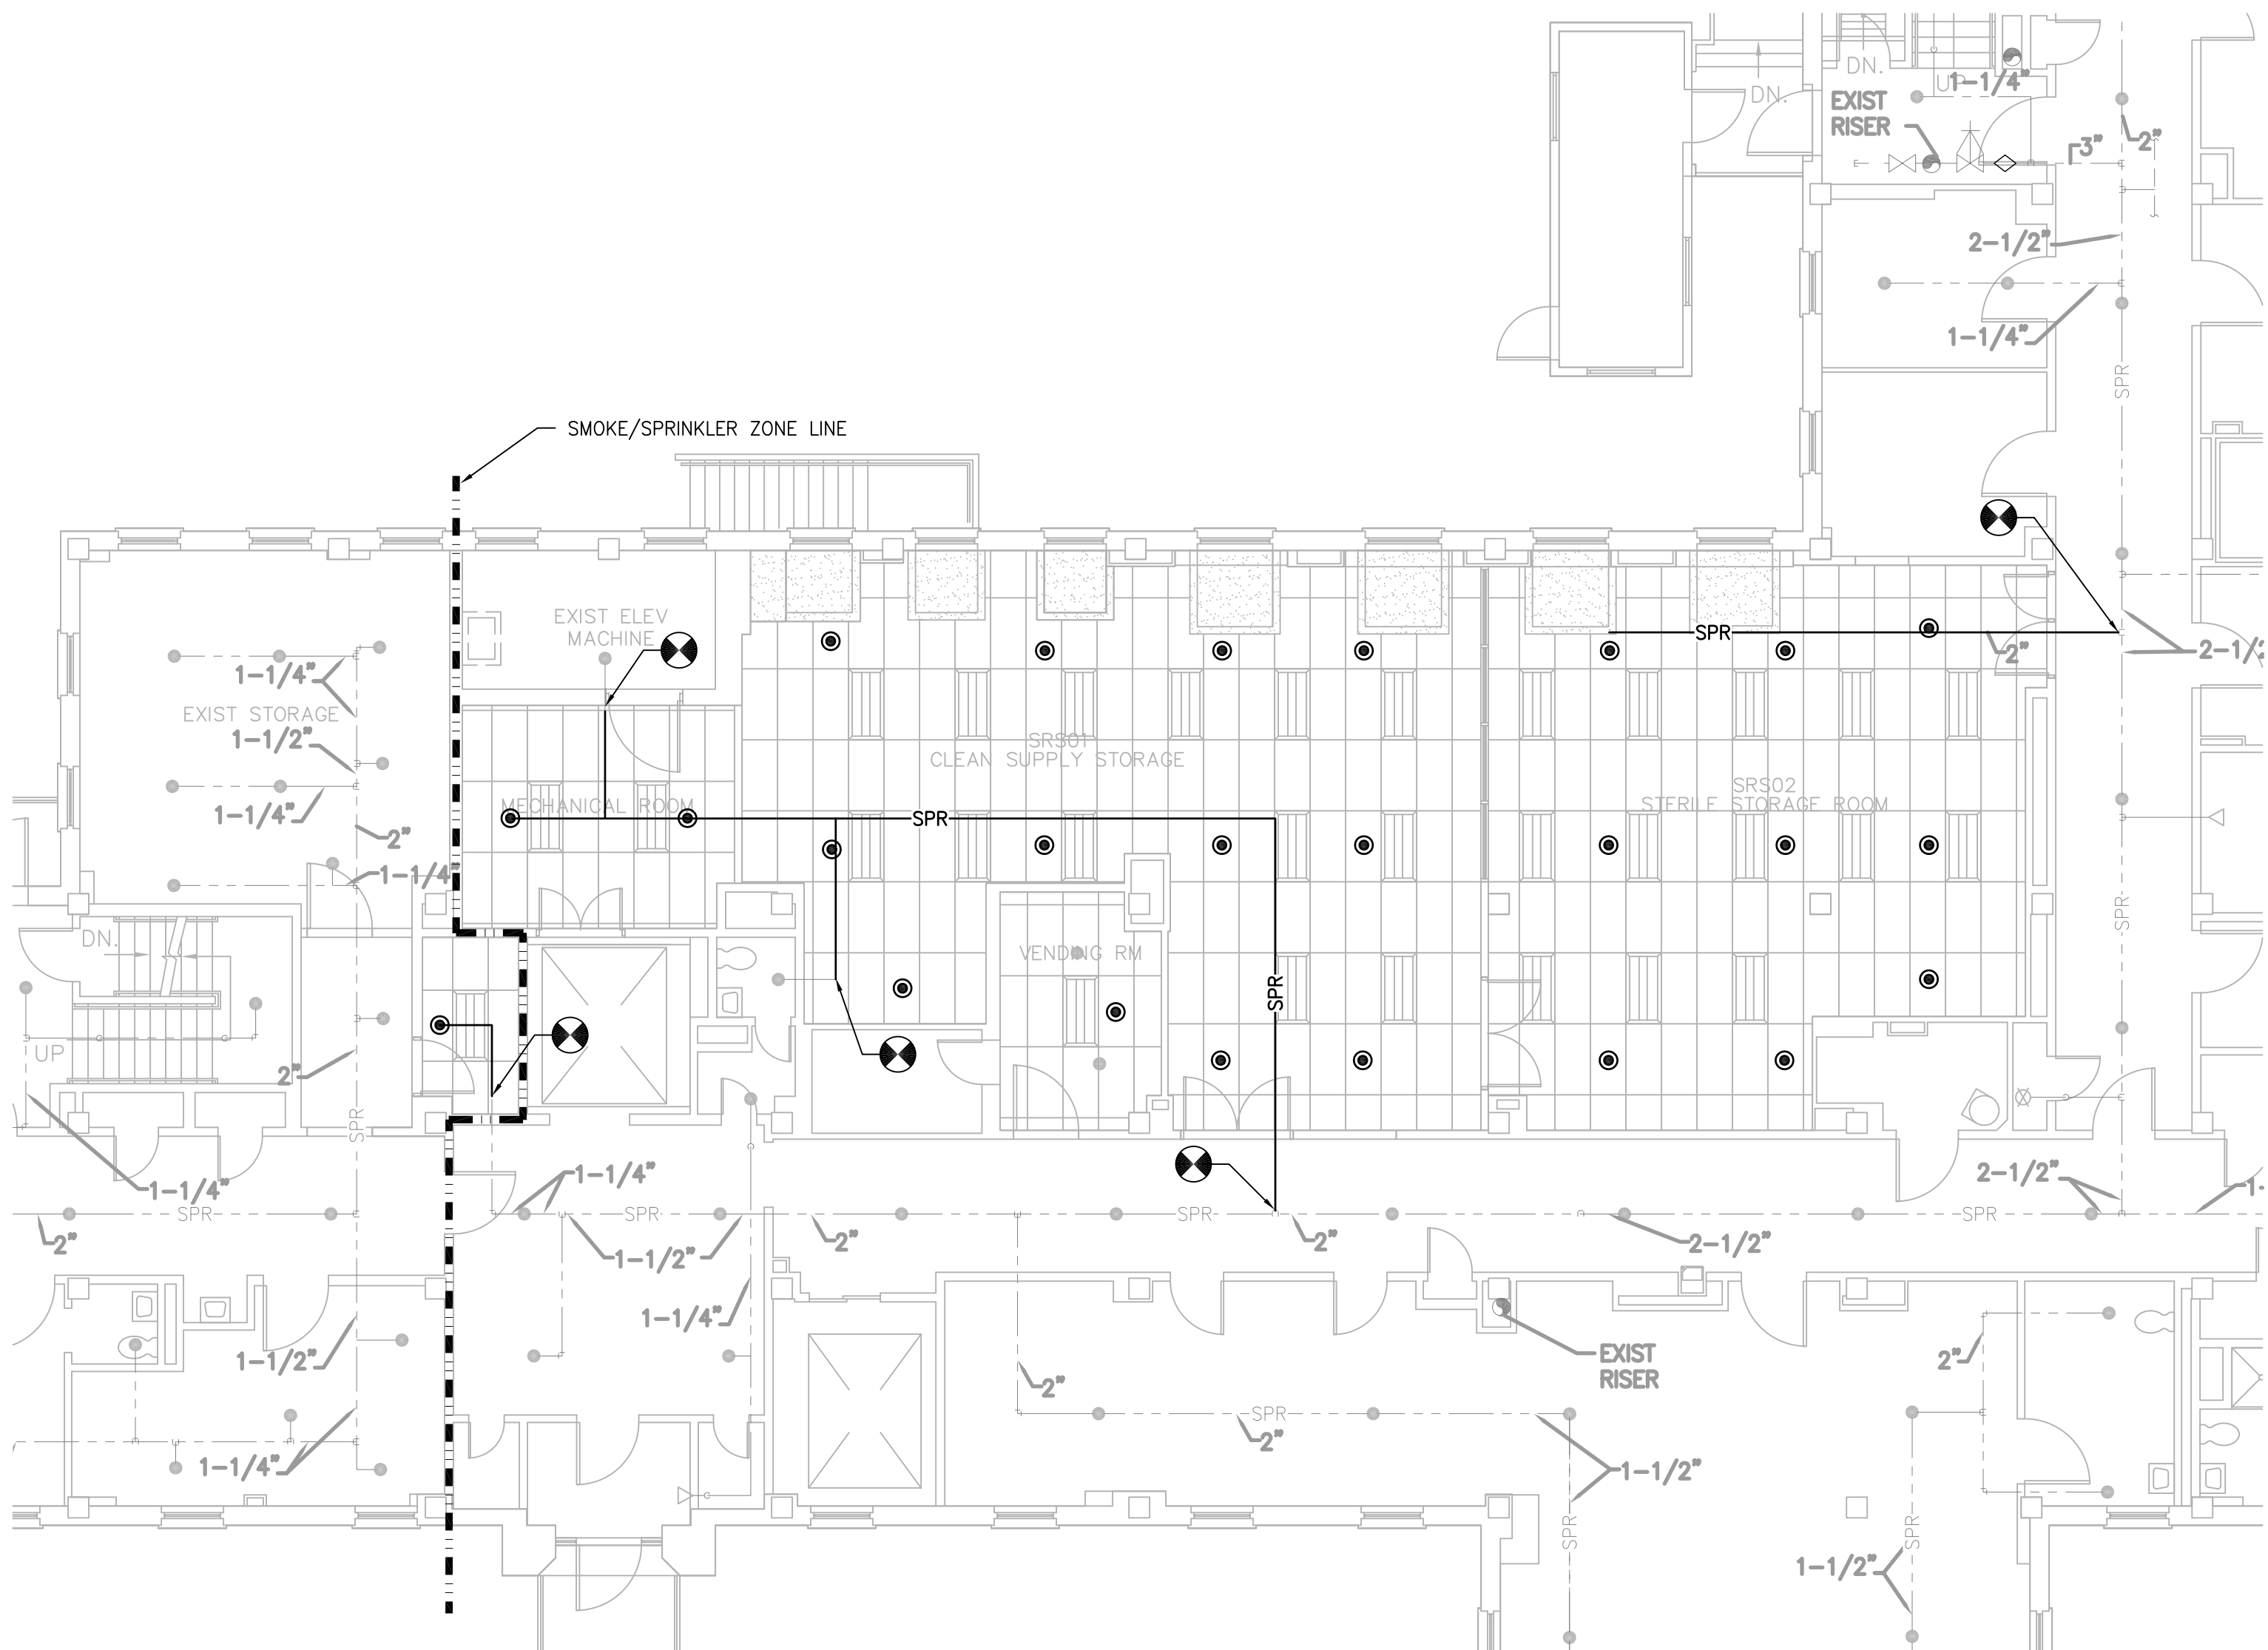 DN.
UP
1-1/4"
EXIST
RISER
DN.
3"
2"
2-1/2"
1-1/4"
SPR
SMOKE/SPRINKLER ZONE LINE
EXIST ELEV
MACHINE
SPR
2"
1-1/4"
EXIST STORAGE
1-1/2"
SRS01
CLEAN SUPPLY STORAGE
SRS02
STERILE STORAGE ROOM
MECHANICAL ROOM
1-1/4"
SPR
2"
1-1/4"
SPR
DN.
VENDING RM
SPR
UP
2"
SPR
1-1/4"
1-1/4"
2-1/2"
SPR
SPR
SPR
SPR
2"
1-1/2"
2"
2"
2-1/2"
1-1/4"
1-1/2"
EXIST
RISER
2"
2"
SPR
2"
1-1/4"
1-1/2"
SPR
SPR
1-1/2"